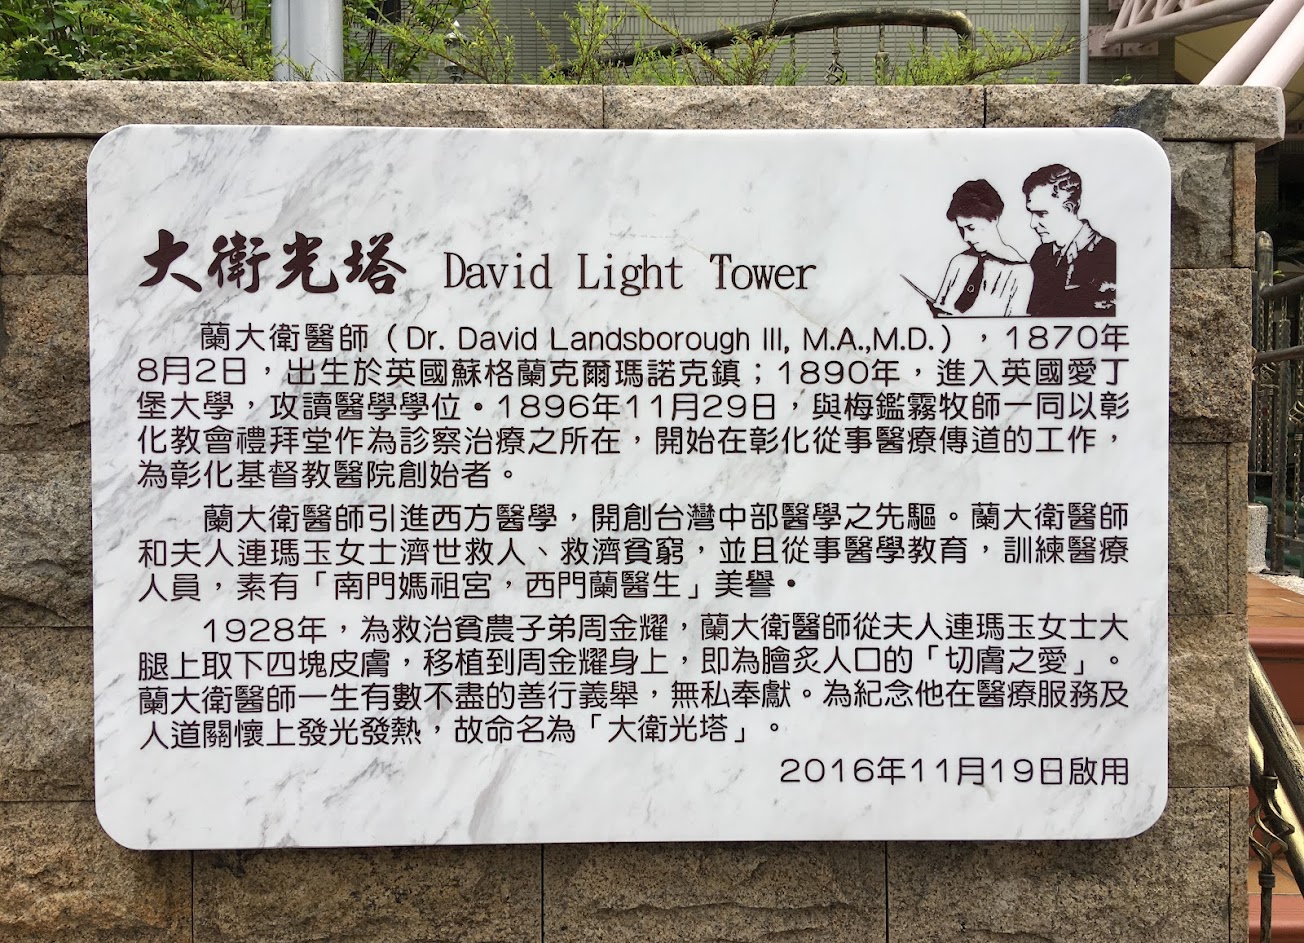 大衛光塔 David Light Tower
蘭大衛醫師（Dr. David Landsborough III, M.A.,M.D.），1870年
8月2日，出生於英國蘇格蘭克爾瑪諾克鎮；1890年，進入英國愛丁
堡大學，攻讀醫學學位。1896年11月29日，與梅鑑霧牧師一同以彰
化教會禮拜堂作為診察治療之所在，開始在彰化從事醫療傳道的工作，
為彰化基督教醫院創始者。
蘭大衛醫師引進西方醫學，開創台灣中部醫學之先驅。蘭大衛醫師
和夫人連瑪玉女士濟世救人、救濟貧窮，並且從事醫學教育，訓練醫療
人員，素有「南門媽祖宮，西門蘭醫生」美譽。
1928年，為救治貧農子弟周金耀，蘭大衛醫師從夫人連瑪玉女士大
腿上取下四塊皮膚，移植到周金耀身上，即為膾炙人口的「切膚之愛」。
蘭大衛醫師一生有數不盡的善行義舉，無私奉獻。為紀念他在醫療服務及
人道關懷上發光發熱，故命名為「大衛光塔」。
2016年11月19日啟用